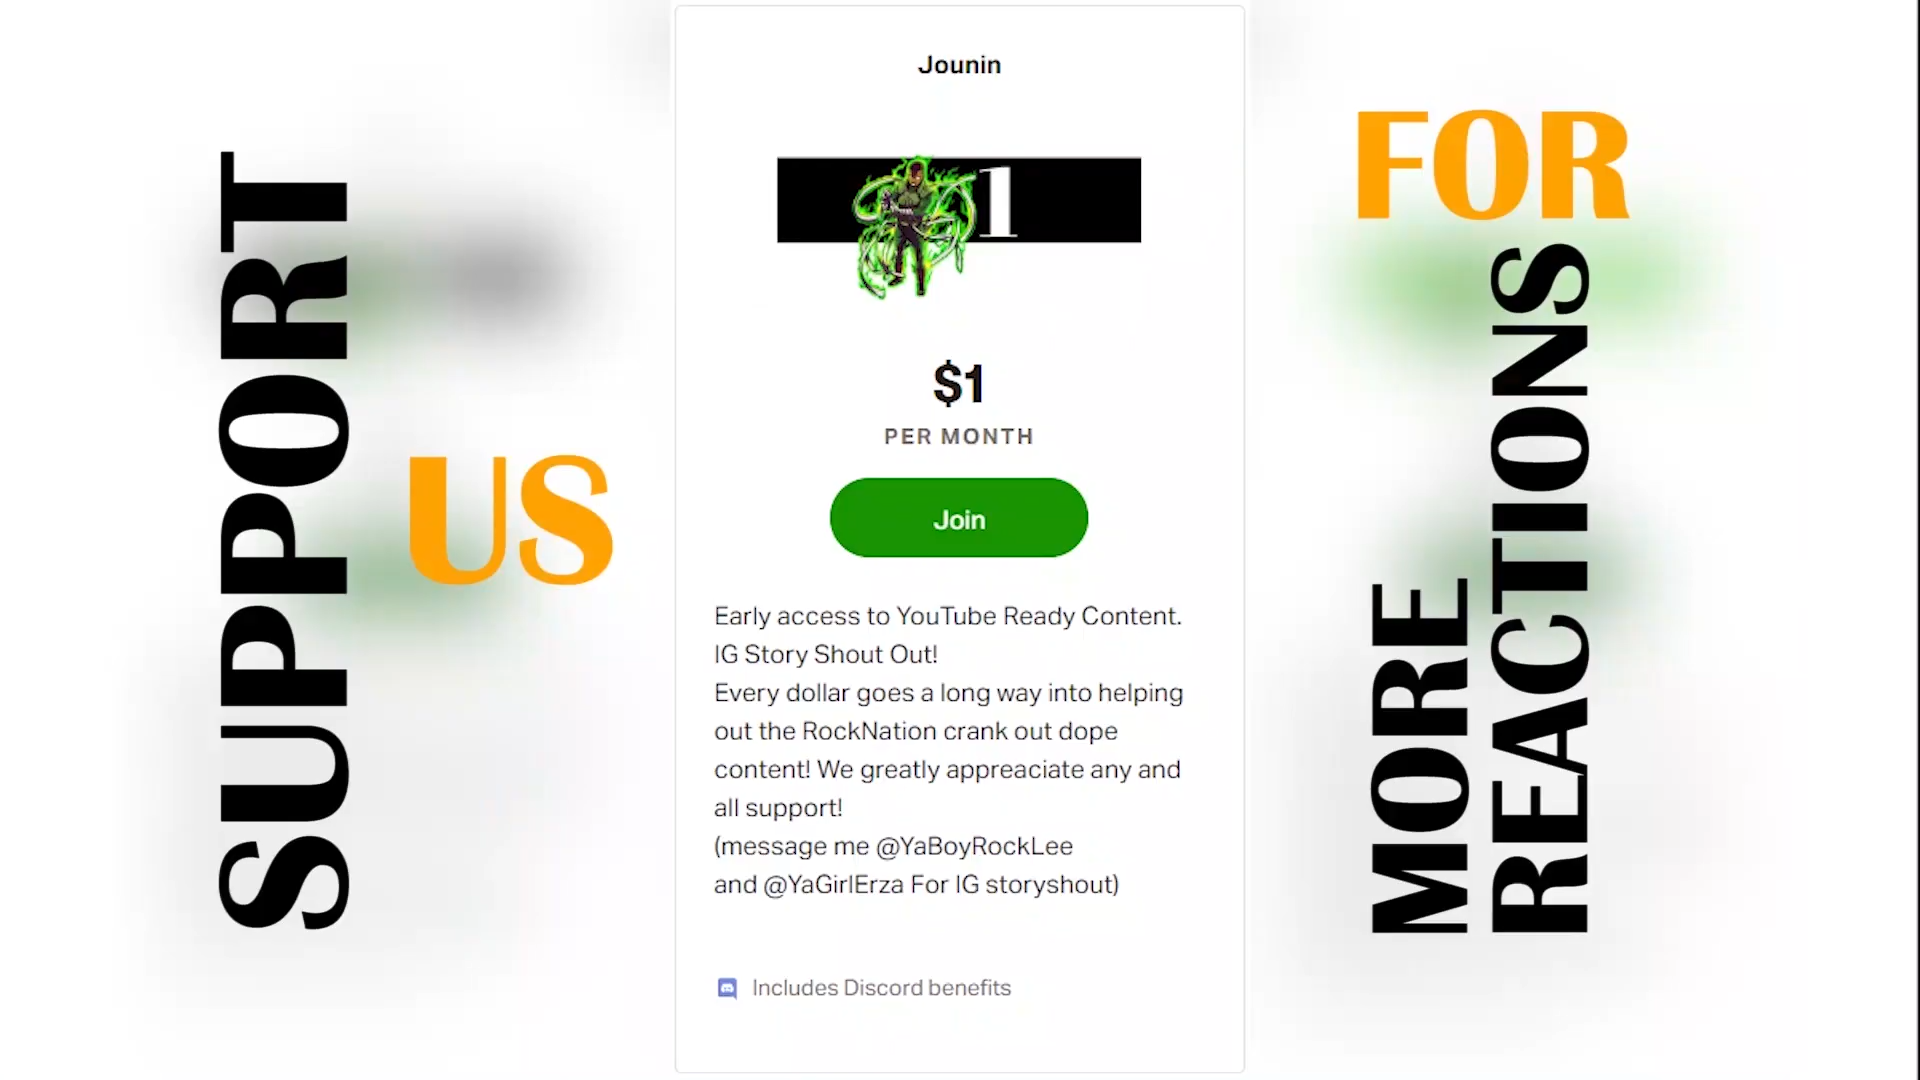 SUPPORT
US
Jounin
1
$1
PER MONTH
Join
Early access to YouTube Ready Content.
IG Story Shout Out!
Every dollar goes a long way into helping
out the RockNation crank out dope
content! We greatly appreaciate any and
all support!
(message me @YaBoyRockLee
and @YaGirlErza For IG storyshout)
Includes Discord benefits
FOR
MORE
REACTIONS